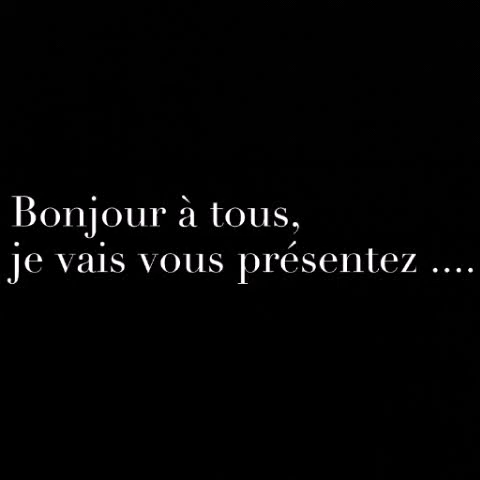 Bonjour à tous,
je vais vous présentez ....